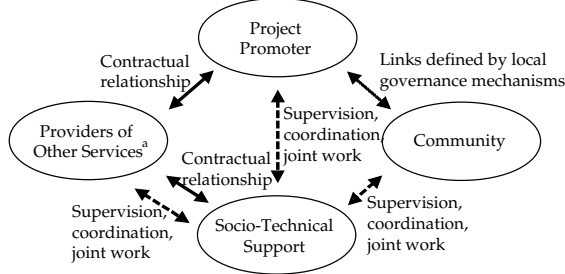 Project
Promoter
Contractual
relationship
Links defined by local
governance mechanisms
Supervision,
coordination,
joint work
Providers of
Other Servicesª
Community
Contractual
relationship
Supervision,
coordination,
joint work
Socio-Technical
Support
Supervision,
coordination,
joint work